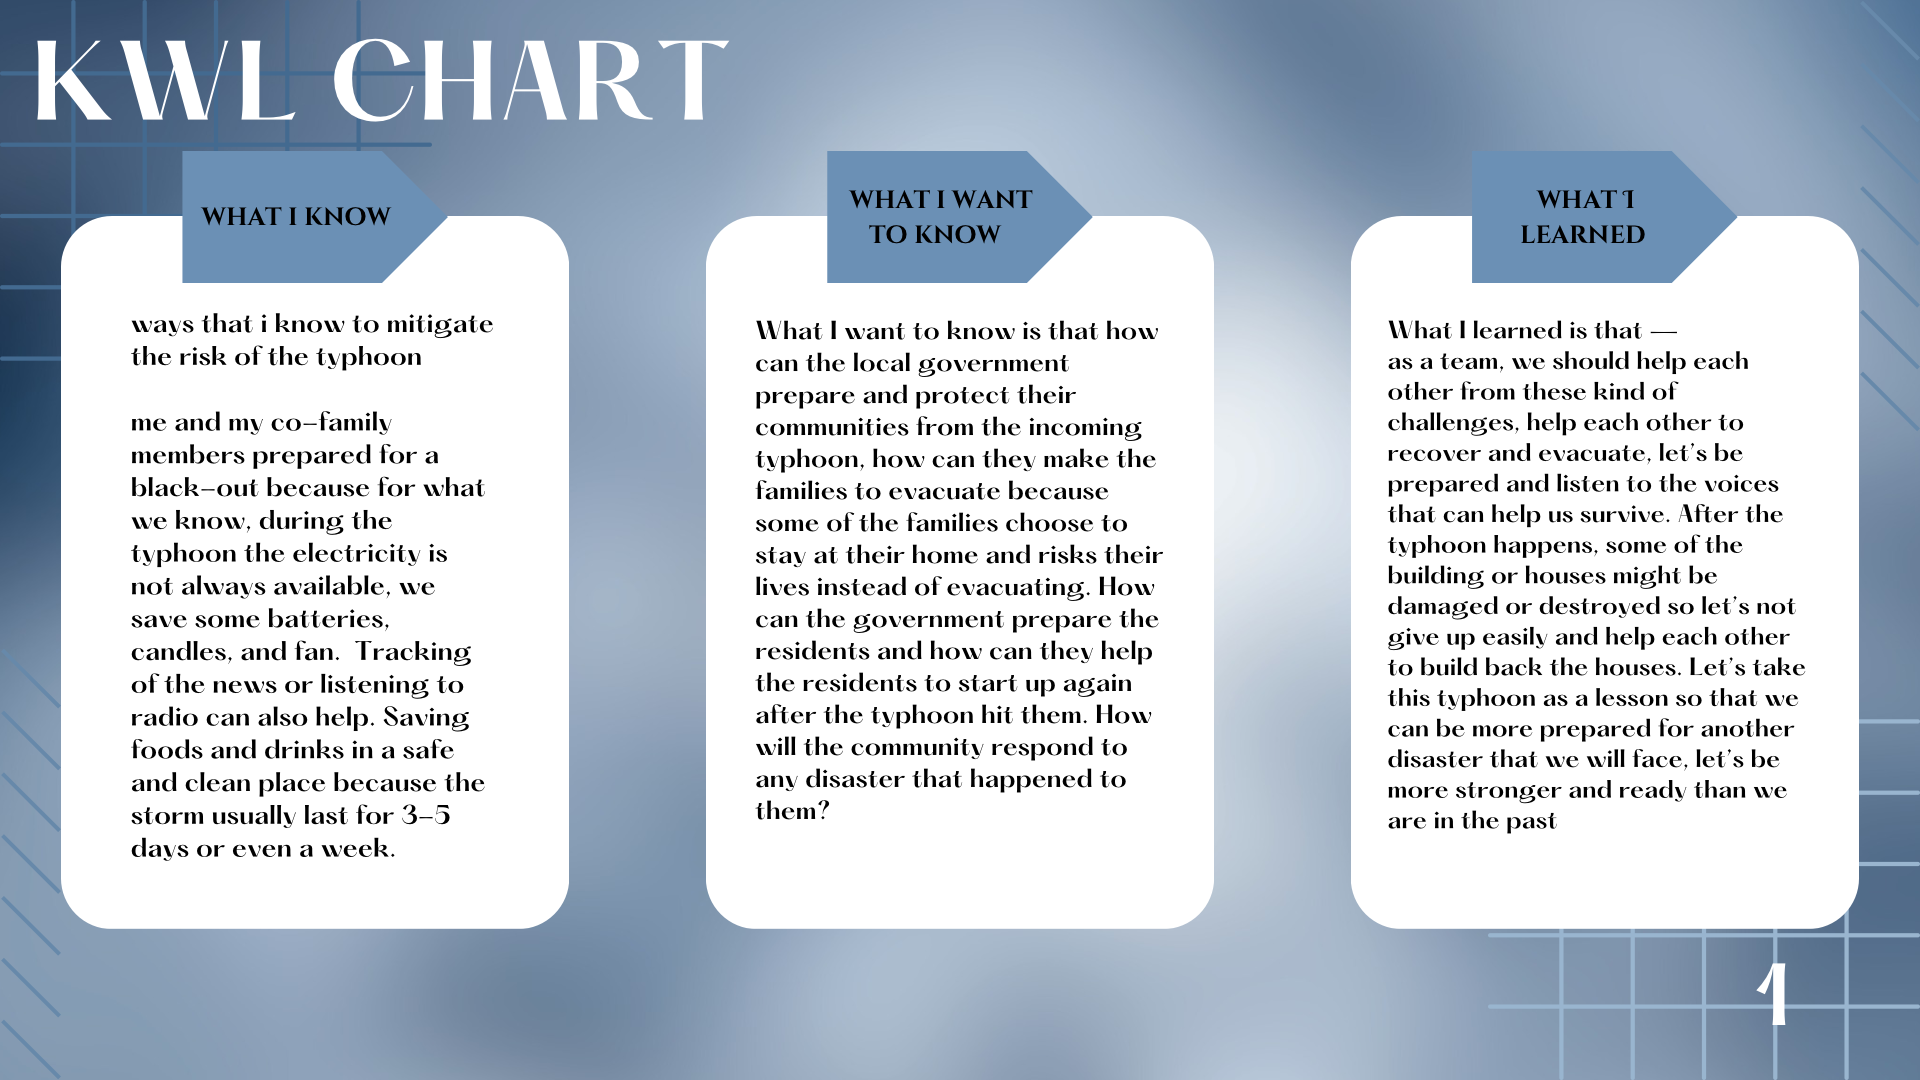 KWL CHART
WHAT I KNOW
ways that i know to mitigate
the risk of the typhoon
me and my co-family
members prepared for a
black-out because for what
we know, during the
typhoon the electricity is
not always available, we
save some batteries,
candles, and fan.  Tracking
of the news or listening to
radio can also help. Saving
foods and drinks in a safe
and clean place because the
storm usually last for 3-5
days or even a week.
WHAT I WANT
TO KNOW
What I want to know is that how
can the local government
prepare and protect their
communities from the incoming
typhoon, how can they make the
families to evacuate because
some of the families choose to
stay at their home and risks their
lives instead of evacuating. How
can the government prepare the
residents and how can they help
the residents to start up again
after the typhoon hit them. How
will the community respond to
any disaster that happened to
them?
WHAT I
LEARNED
What I learned is that —
as a team, we should help each
other from these kind of
challenges, help each other to
recover and evacuate, let's be
prepared and listen to the voices
that can help us survive. After the
typhoon happens, some of the
building or houses might be
damaged or destroyed so let's not
give up easily and help each other
to build back the houses. Let's take
this typhoon as a lesson so that we
can be more prepared for another
disaster that we will face, let's be
more stronger and ready than we
are in the past
1